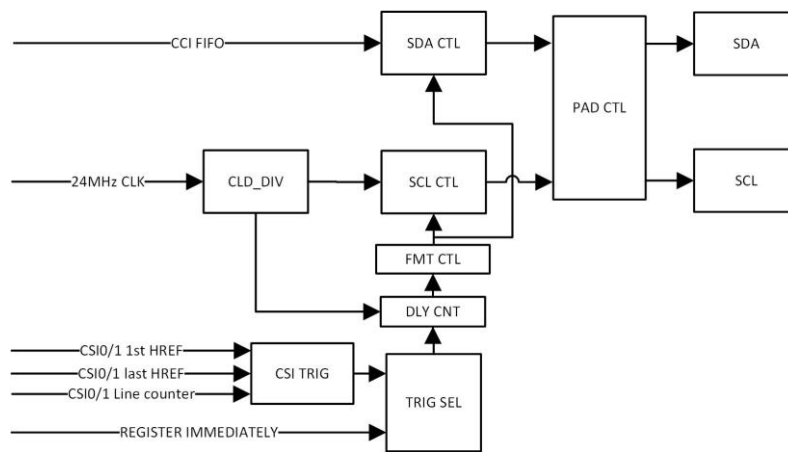 CCI FIFO
SDA CTL
SDA
PAD CTL
24MHz CLK
CLD_DIV
SCL CTL
SCL
FMT CTL
DLY CNT
CSI0/1 1st HREF
CSI0/1 last HREF
CSI TRIG
CSI0/1 Line counter
TRIG SEL
REGISTER IMMEDIATELY